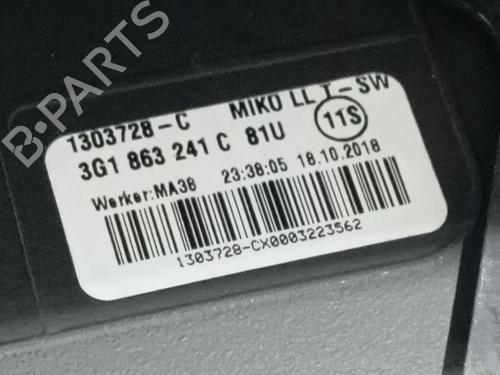 B·PARTS
1303728-C MIKO LL I-SW
3G1 863 241 C 81U 11S
Werker:MA38 23:38:05 18.10.2018
1303728-CX0003223562